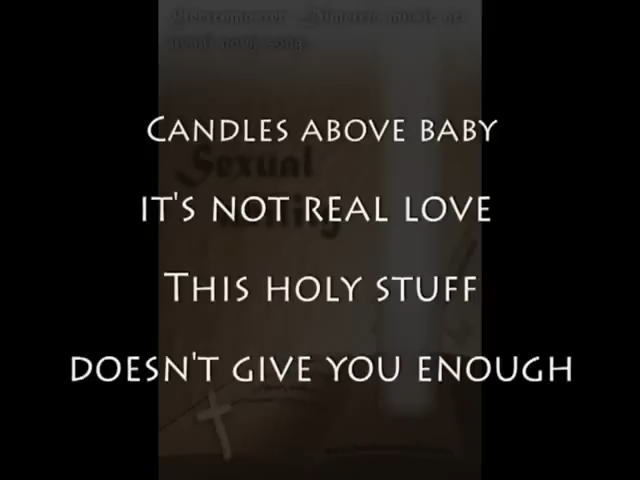 Sexual
CANDLES ABOVE BABY
IT'S NOT REAL LOVE
THIS HOLY STUFF
DOESN'T GIVE YOU ENOUGH